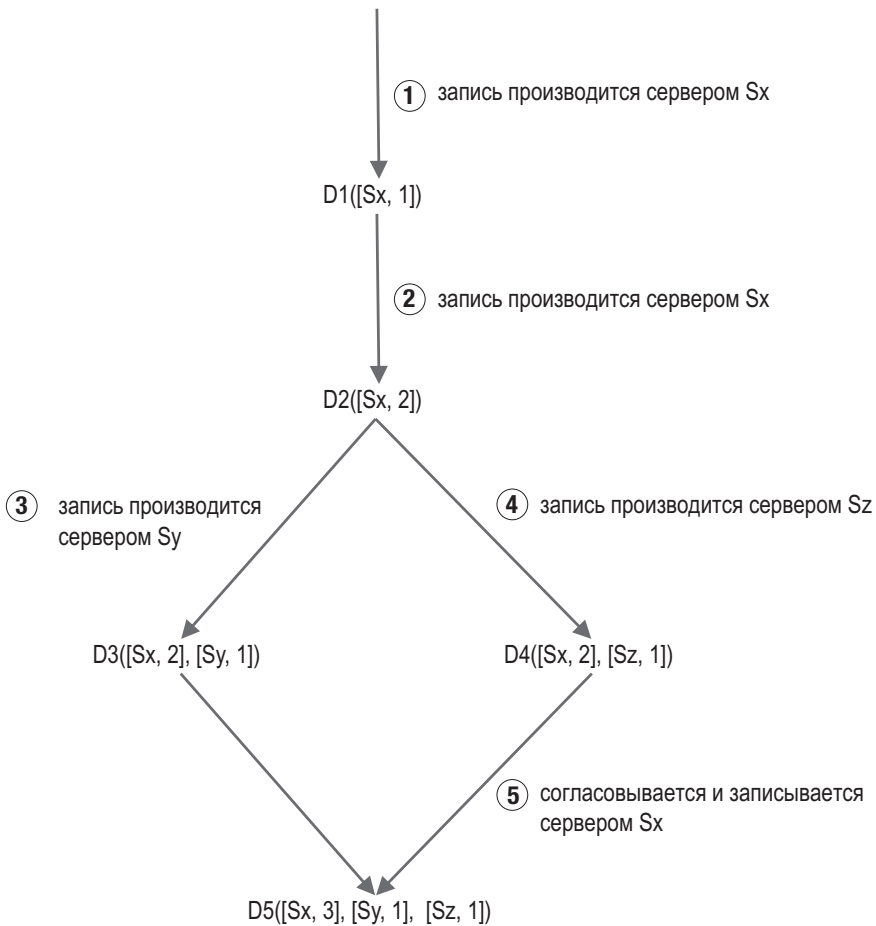 1 запись производится сервером Sx
D1([Sx, 1])
2 запись производится сервером Sx
D2([Sx, 2])
3 запись производится
сервером Sy
4 запись производится сервером Sz
D3([Sx, 2], [Sy, 1])
D4([Sx, 2], [Sz, 1])
5 согласовывается и записывается
сервером Sx
D5([Sx, 3], [Sy, 1], [Sz, 1])